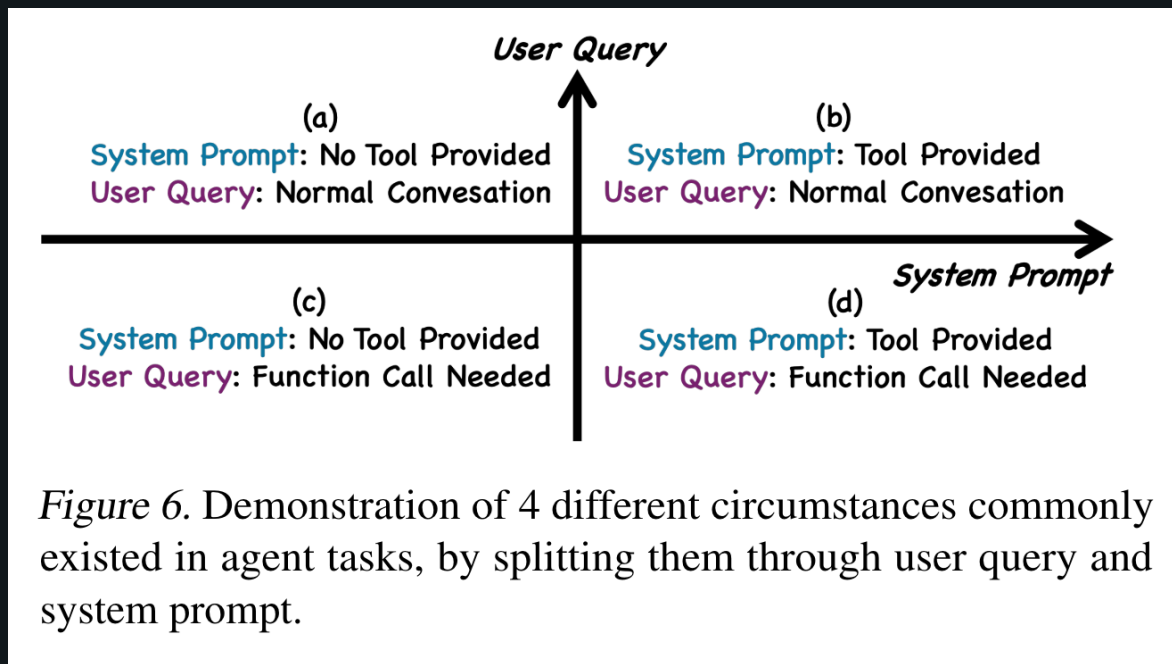 User Query
(a)
System Prompt: No Tool Provided
User Query: Normal Convesation
(b)
System Prompt: Tool Provided
User Query: Normal Convesation
System Prompt
(c)
System Prompt: No Tool Provided
User Query: Function Call Needed
(d)
System Prompt: Tool Provided
User Query: Function Call Needed
Figure 6. Demonstration of 4 different circumstances commonly
existed in agent tasks, by splitting them through user query and
system prompt.